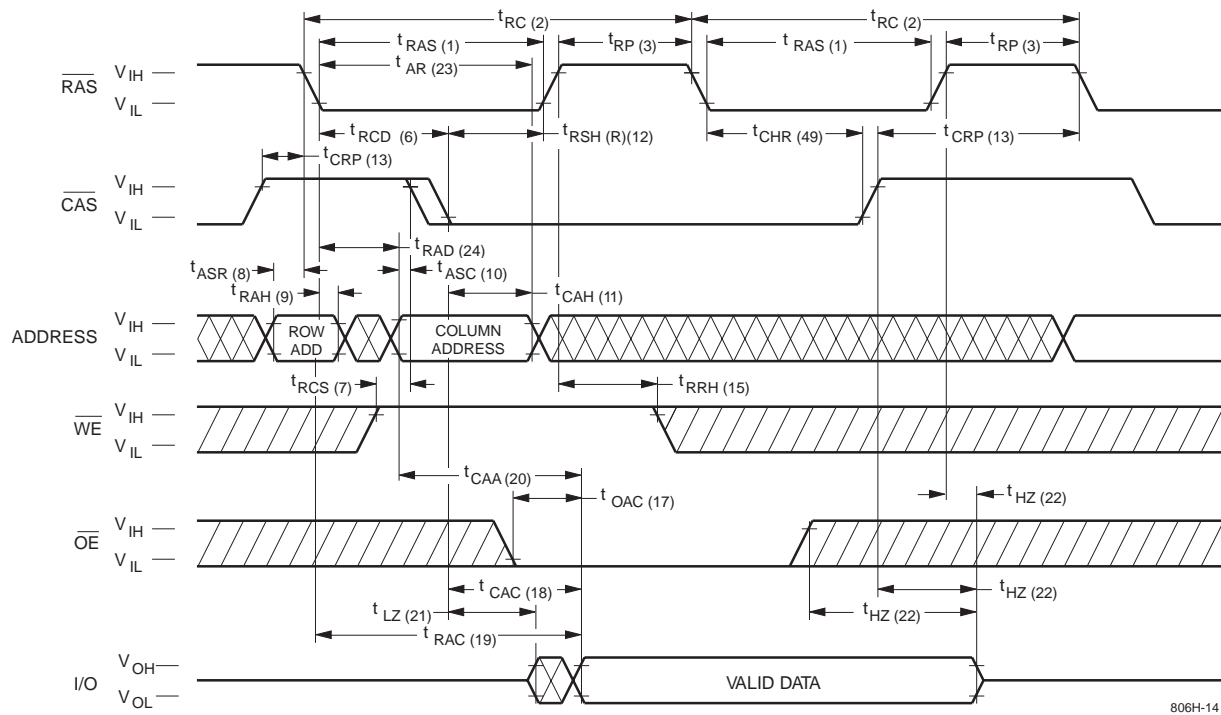 t RC (2) t RC (2)
t RAS (1) t RP (3) t RAS (1) t RP (3)
t AR (23)
RAS V IH
V IL
t RCD (6) t RSH (R)(12) t CHR (49) t CRP (13)
t CRP (13)
CAS V IH
V IL
t RAD (24)
t ASR (8) t ASC (10)
t RAH (9) t CAH (11)
ADDRESS V IH
V IL
ROW ADD
COLUMN ADDRESS
t RCS (7) t RRH (15)
WE V IH
V IL
t CAA (20)
t OAC (17) t HZ (22)
OE V IH
V IL
t CAC (18) t HZ (22)
t LZ (21) t HZ (22)
t RAC (19)
I/O V OH
V OL
VALID DATA
806H-14